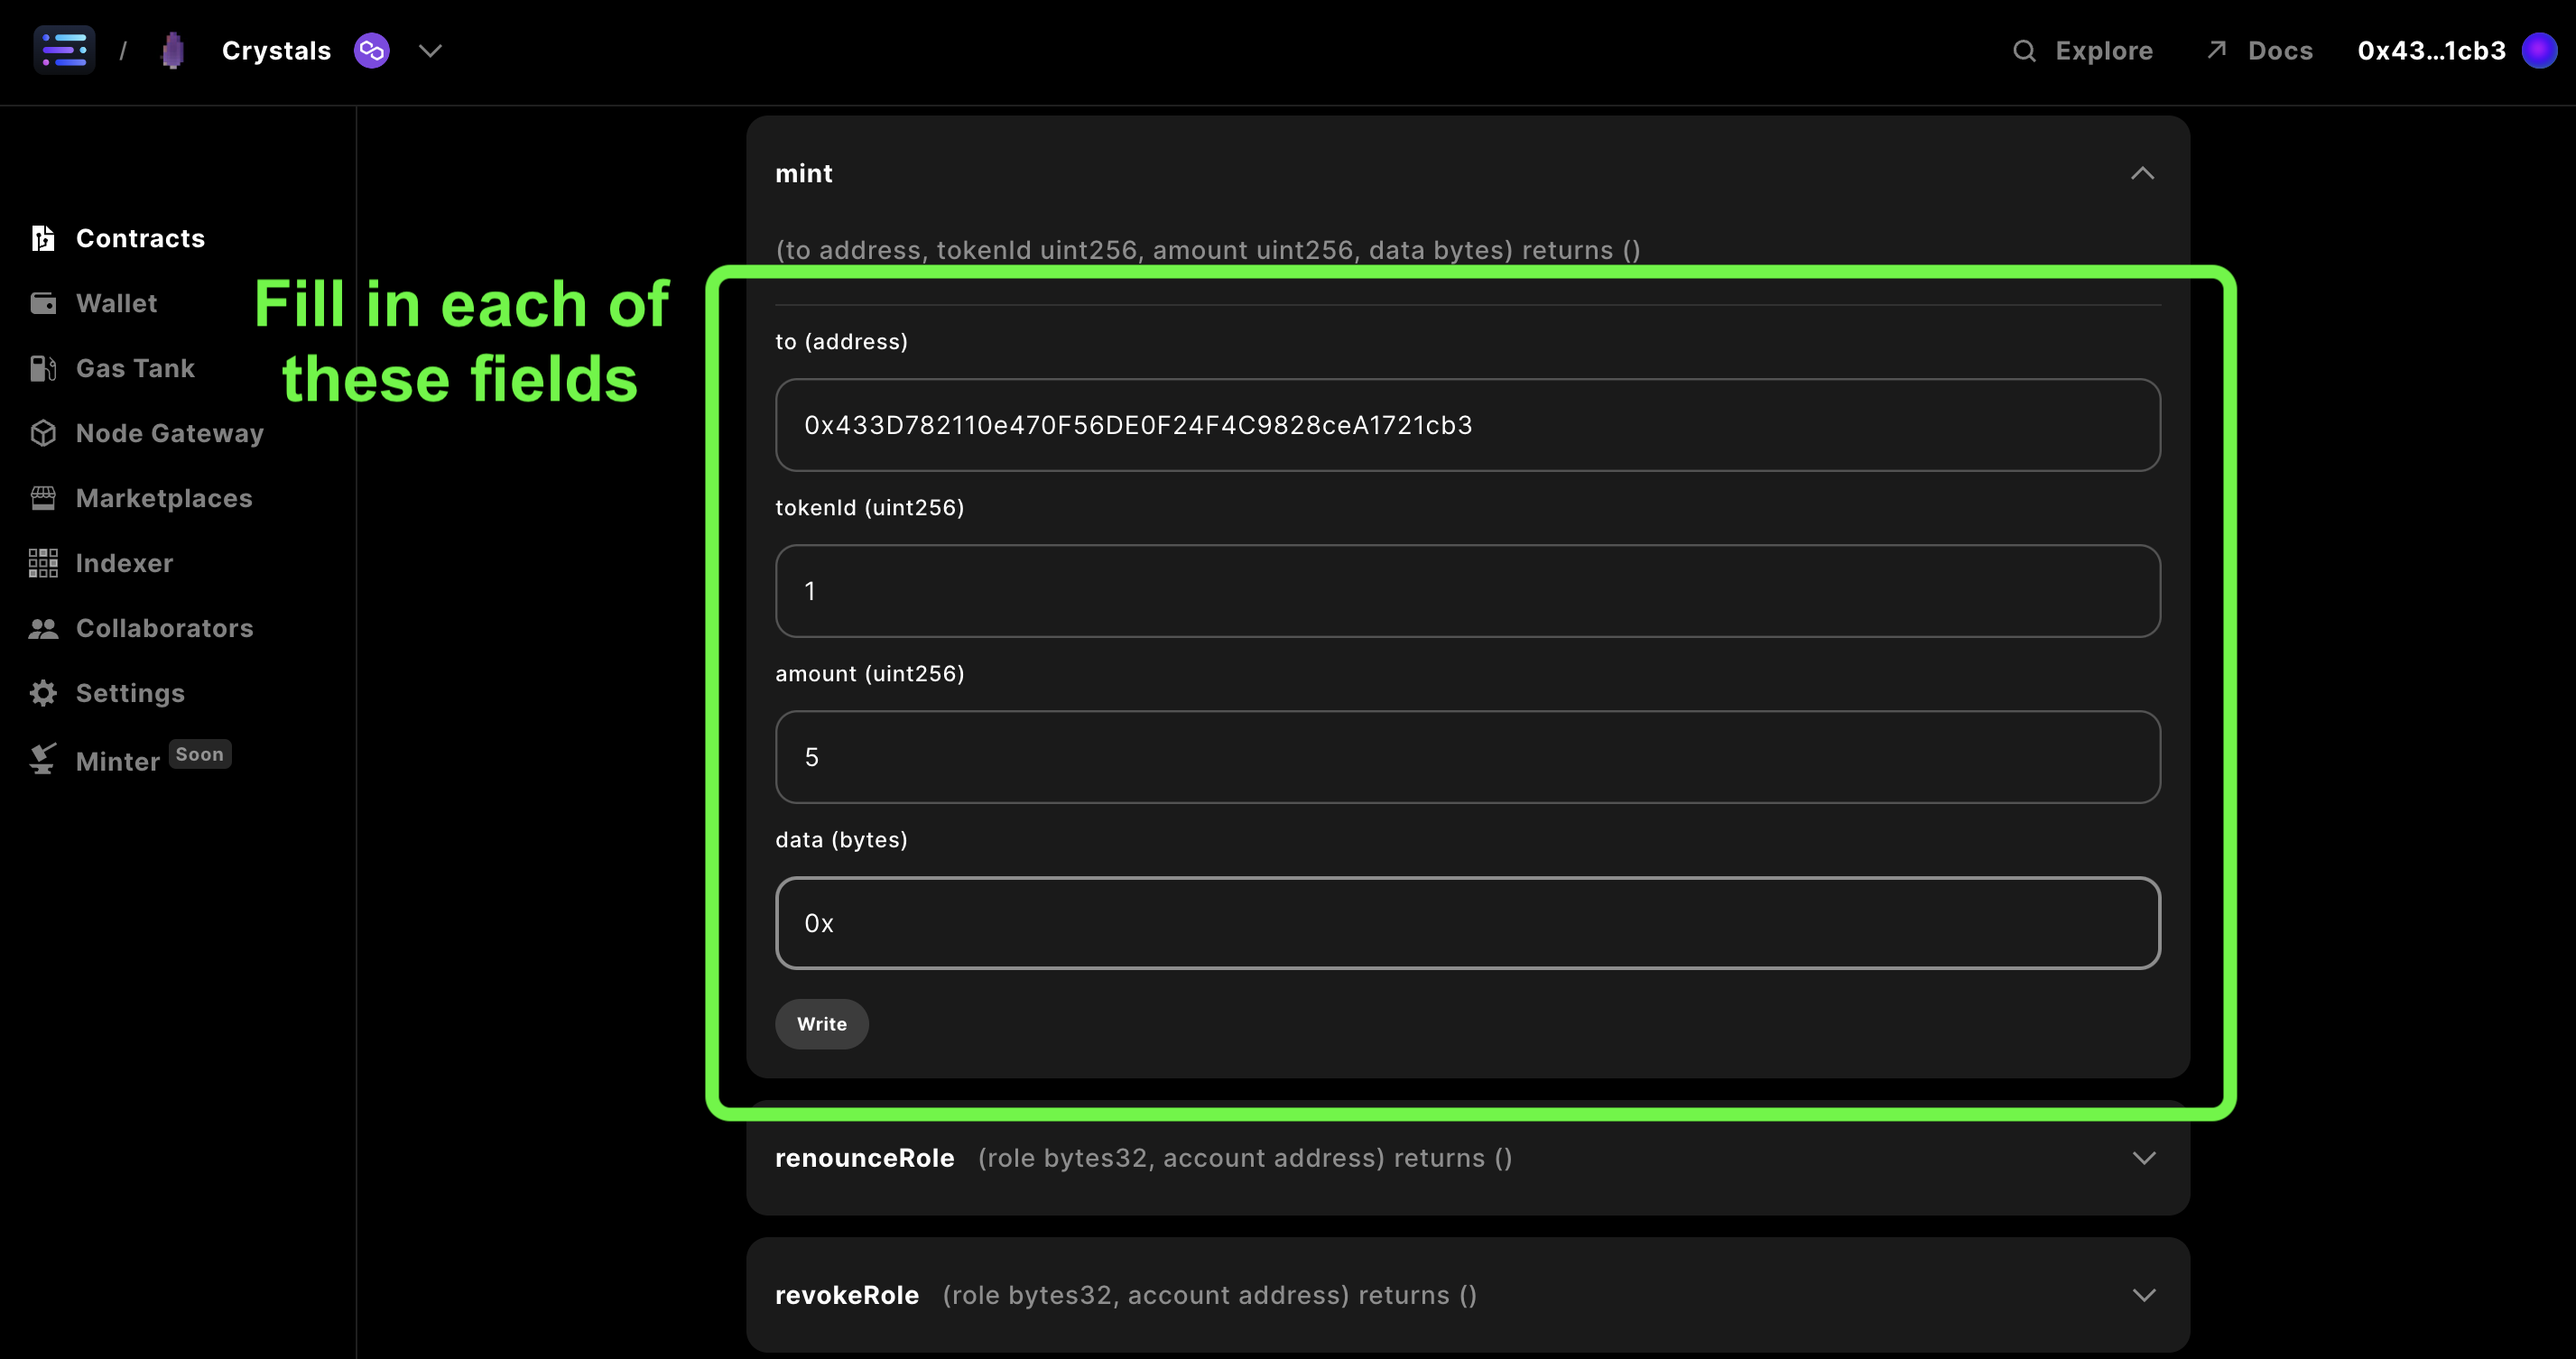 / Crystals
Explore
Docs
0x43...1cb3
Contracts
Wallet
Gas Tank
Node Gateway
Marketplaces
Indexer
Collaborators
Settings
Minter Soon
Fill in each of
these fields
mint
(to address, tokenId uint256, amount uint256, data bytes) returns ()
to (address)
0x433D782110e470F56DE0F24F4C9828ceA1721cb3
tokenId (uint256)
1
amount (uint256)
5
data (bytes)
0x
Write
renounceRole (role bytes32, account address) returns ()
revokeRole (role bytes32, account address) returns ()